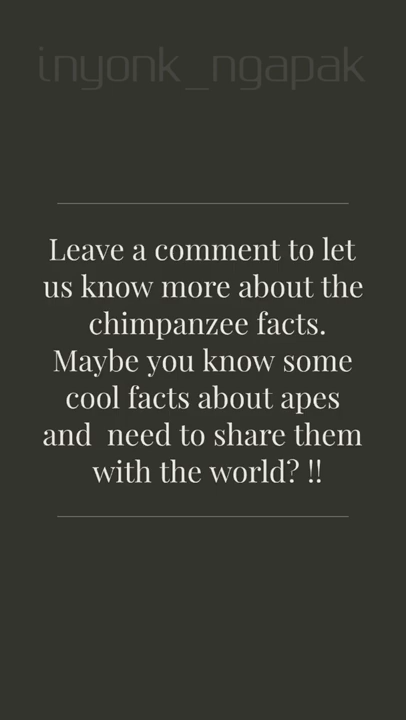 inyonk_ngapak
Leave a comment to let
us know more about the
chimpanzee facts.
Maybe you know some
cool facts about apes
and  need to share them
with the world? !!